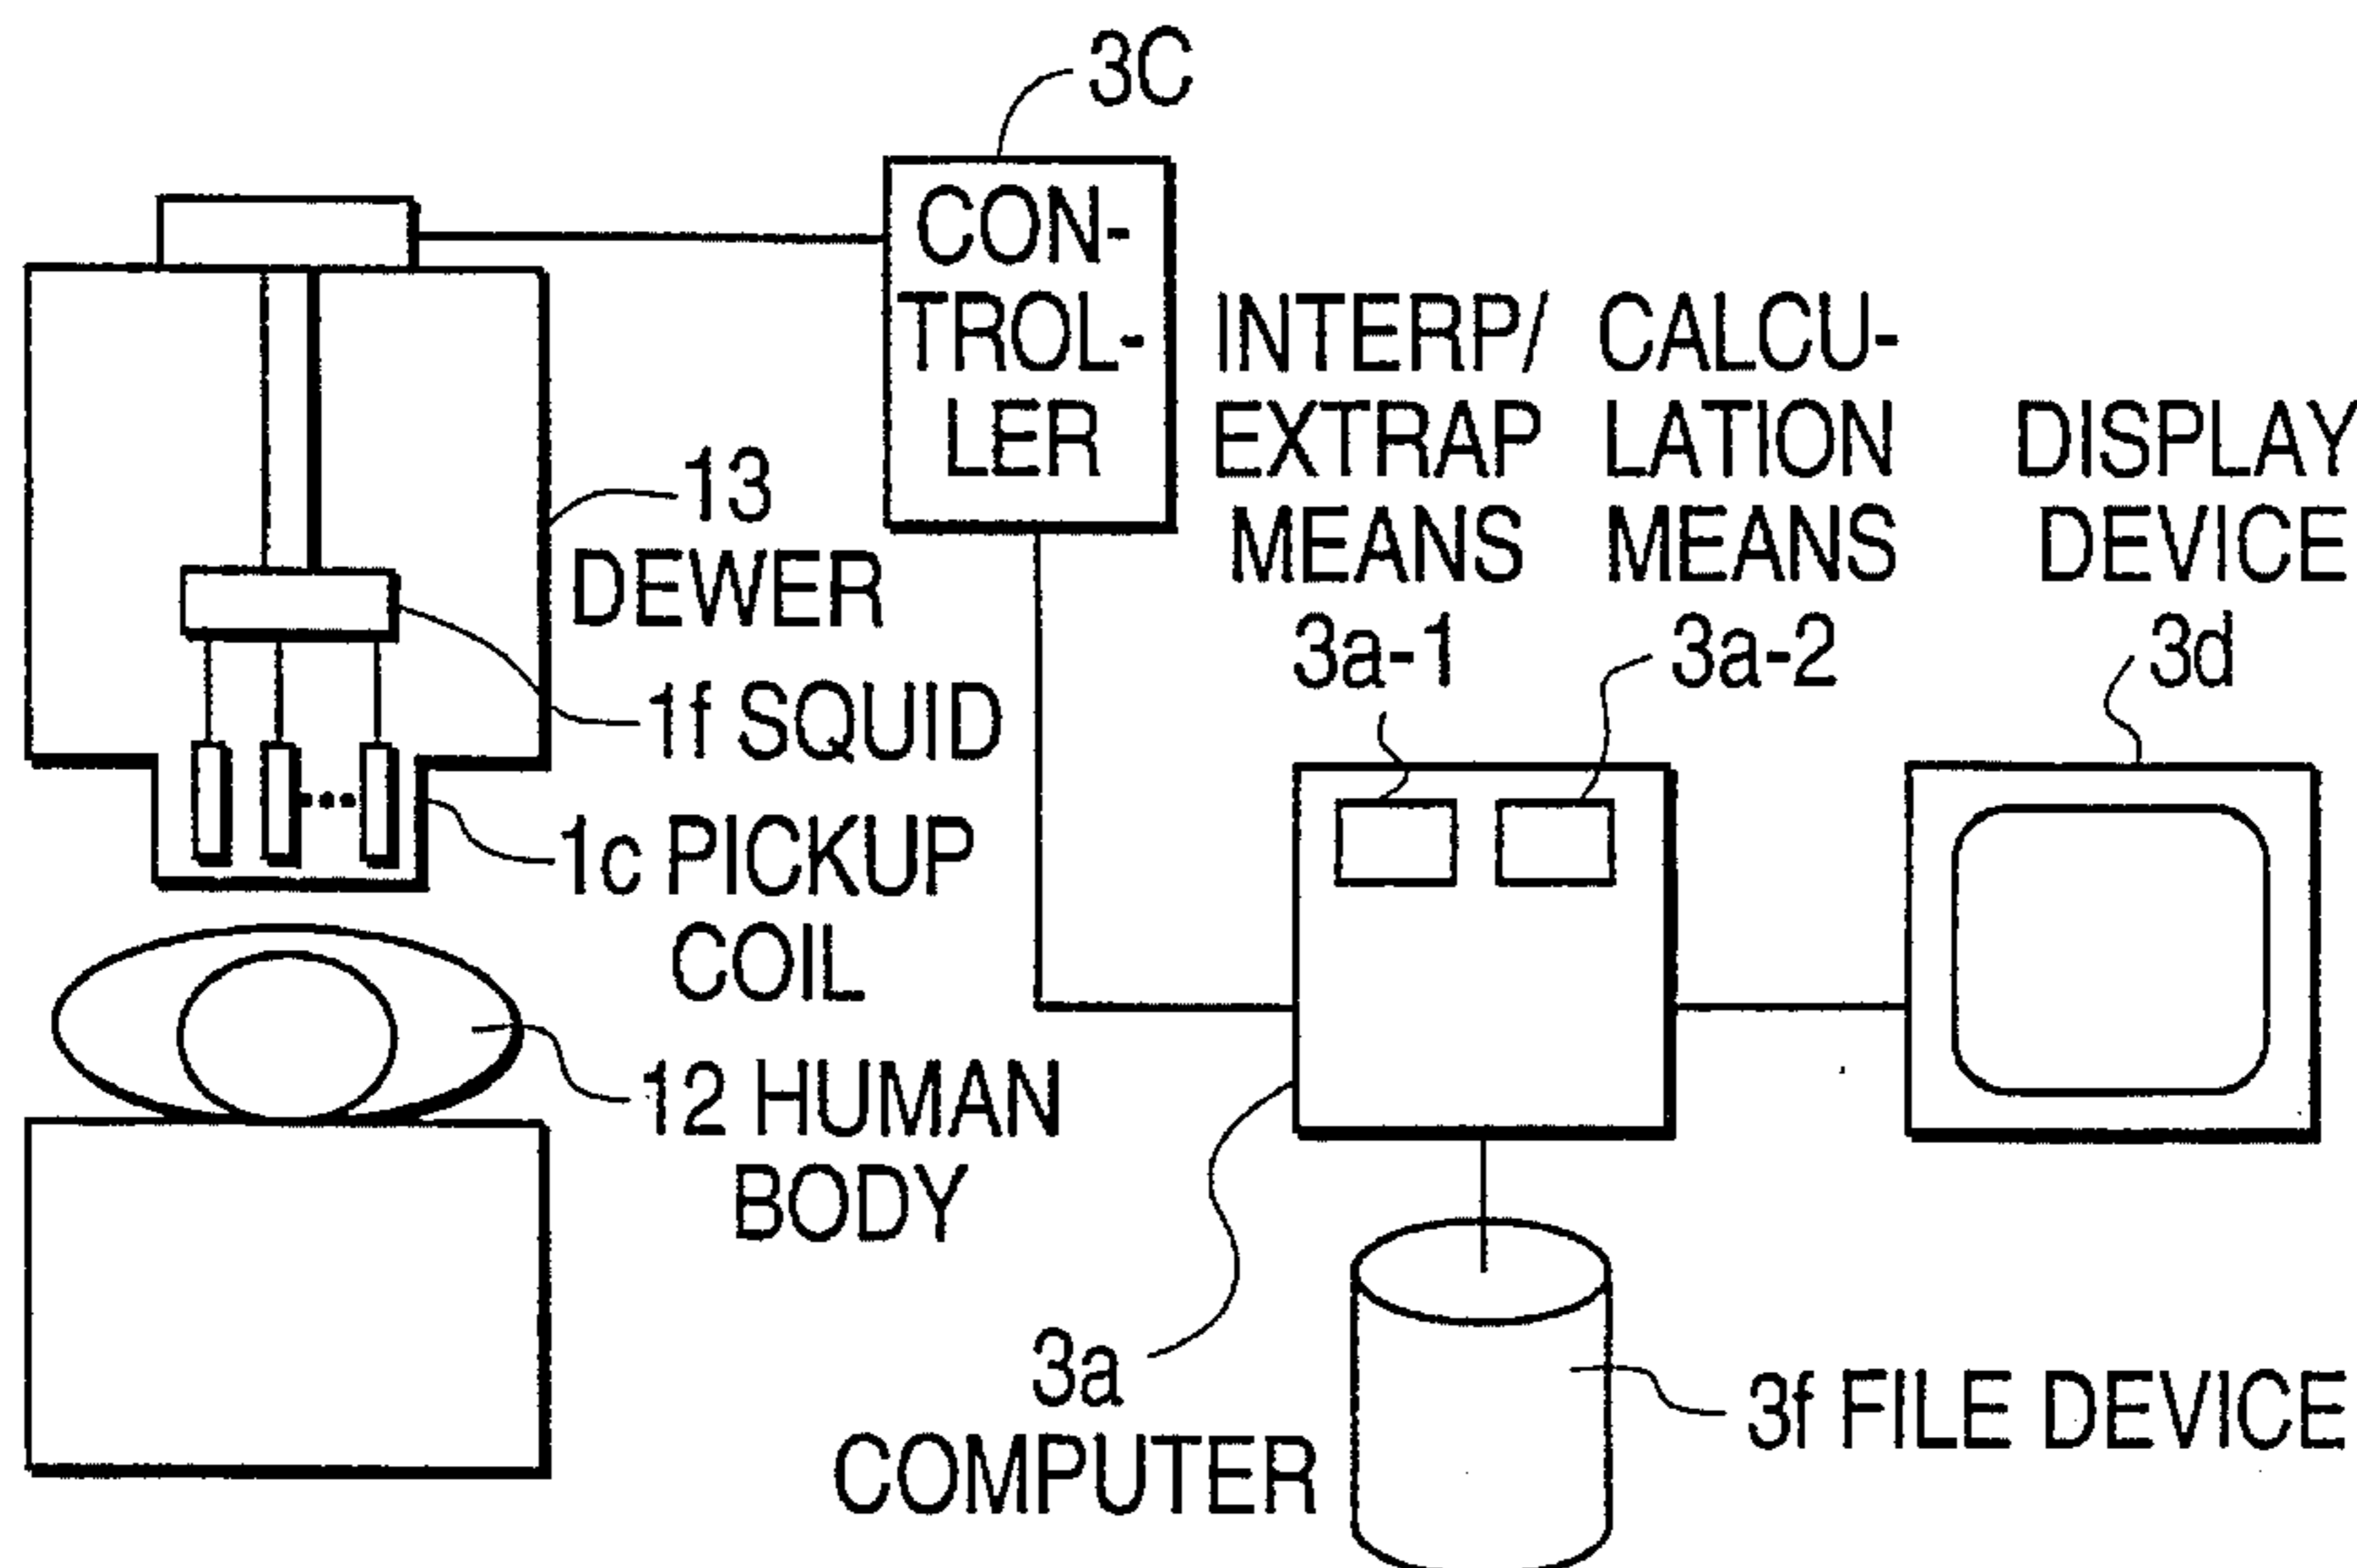 3C
CON-
TROL-
LER
13
DEWER
1f SQUID
1c PICKUP
COIL
12 HUMAN
BODY
INTERP/
EXTRAP
MEANS
3a-1
CALCU-
LATION
MEANS
3a-2
DISPLAY
DEVICE
3d
3a
COMPUTER
3f FILE DEVICE